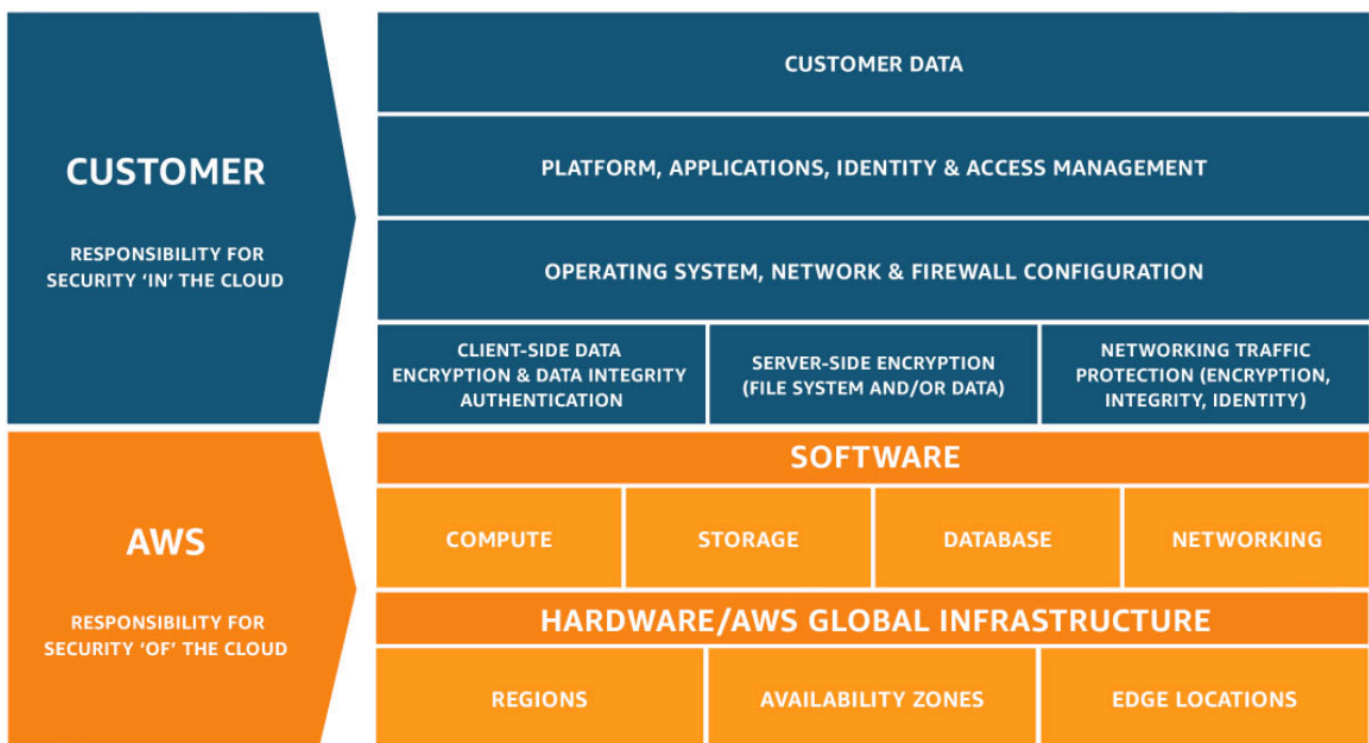 CUSTOMER
RESPONSIBILITY FOR
SECURITY ‘IN’ THE CLOUD
CUSTOMER DATA
PLATFORM, APPLICATIONS, IDENTITY & ACCESS MANAGEMENT
OPERATING SYSTEM, NETWORK & FIREWALL CONFIGURATION
CLIENT-SIDE DATA
ENCRYPTION & DATA INTEGRITY
AUTHENTICATION
SERVER-SIDE ENCRYPTION
(FILE SYSTEM AND/OR DATA)
NETWORKING TRAFFIC
PROTECTION (ENCRYPTION,
INTEGRITY, IDENTITY)
AWS
RESPONSIBILITY FOR
SECURITY ‘OF’ THE CLOUD
SOFTWARE
COMPUTE
STORAGE
DATABASE
NETWORKING
HARDWARE/AWS GLOBAL INFRASTRUCTURE
REGIONS
AVAILABILITY ZONES
EDGE LOCATIONS